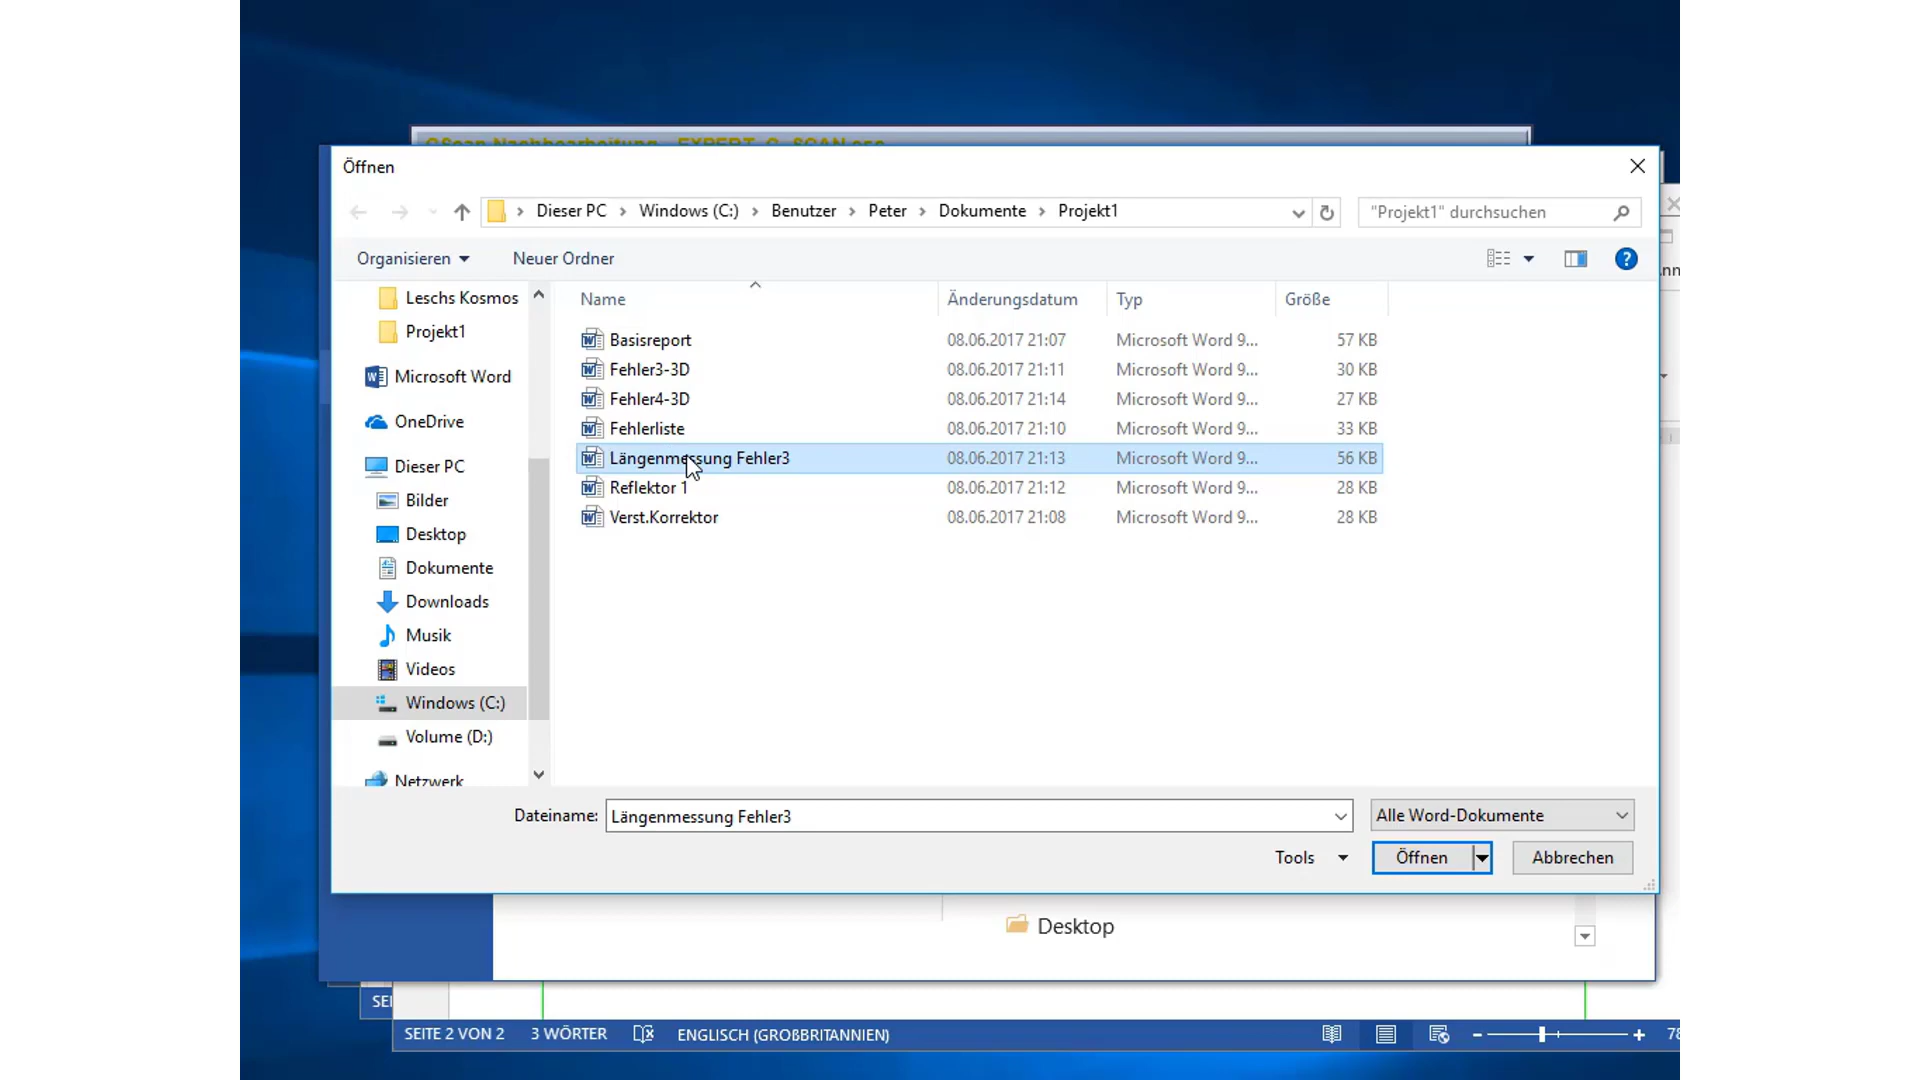 Öffnen
Dieser PC > Windows (C:) > Benutzer > Peter > Dokumente > Projekt1
"Projekt1" durchsuchen
Organisieren
Neuer Ordner
Leschs Kosmos
Projekt1
Microsoft Word
OneDrive
Dieser PC
Bilder
Desktop
Dokumente
Downloads
Musik
Videos
Windows (C:)
Volume (D:)
Netzwerk
Name Änderungsdatum Typ Größe
Basisreport 08.06.2017 21:07 Microsoft Word 9... 57 KB
Fehler3-3D 08.06.2017 21:11 Microsoft Word 9... 30 KB
Fehler4-3D 08.06.2017 21:14 Microsoft Word 9... 27 KB
Fehlerliste 08.06.2017 21:10 Microsoft Word 9... 33 KB
Längenmessung Fehler3 08.06.2017 21:13 Microsoft Word 9... 56 KB
Reflektor 1 08.06.2017 21:12 Microsoft Word 9... 28 KB
Verst.Korrektor 08.06.2017 21:08 Microsoft Word 9... 28 KB
Dateiname: Längenmessung Fehler3
Alle Word-Dokumente
Tools
Öffnen
Abbrechen
Desktop
SEI
SEITE 2 VON 2 3 WÖRTER ENGLISCH (GROßBRITANNIEN)